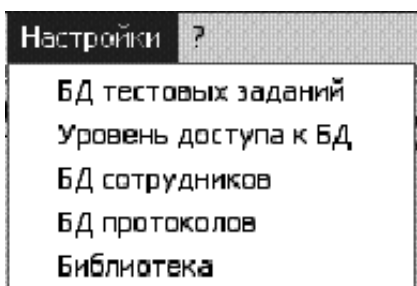 Настройки ?
БД тестовых заданий
Уровень доступа к БД
БД сотрудников
БД протоколов
Библиотека